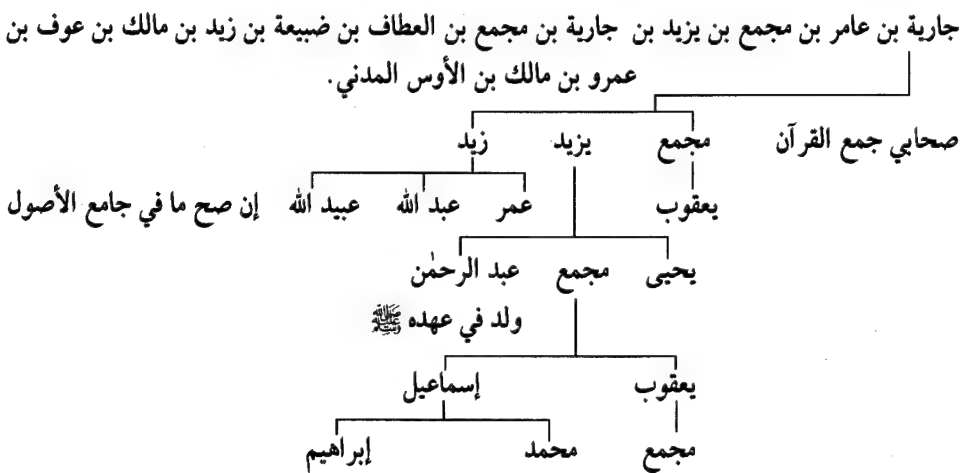 جارية بن عامر بن مجمع بن يزيد بن جارية بن مجمع بن العطاف بن ضبيعة بن زيد بن مالك بن عوف بن
عمرو بن مالك بن الأوس المدني.
صحابي جمع القرآن مجمع يزيد زيد
يعقوب عمر عبد الله عبيد الله إن صح ما في جامع الأصول
يحيى مجمع عبد الرحمٰن
ولد في عهده ﷺ
يعقوب إسماعيل
مجمع محمد إبراهيم